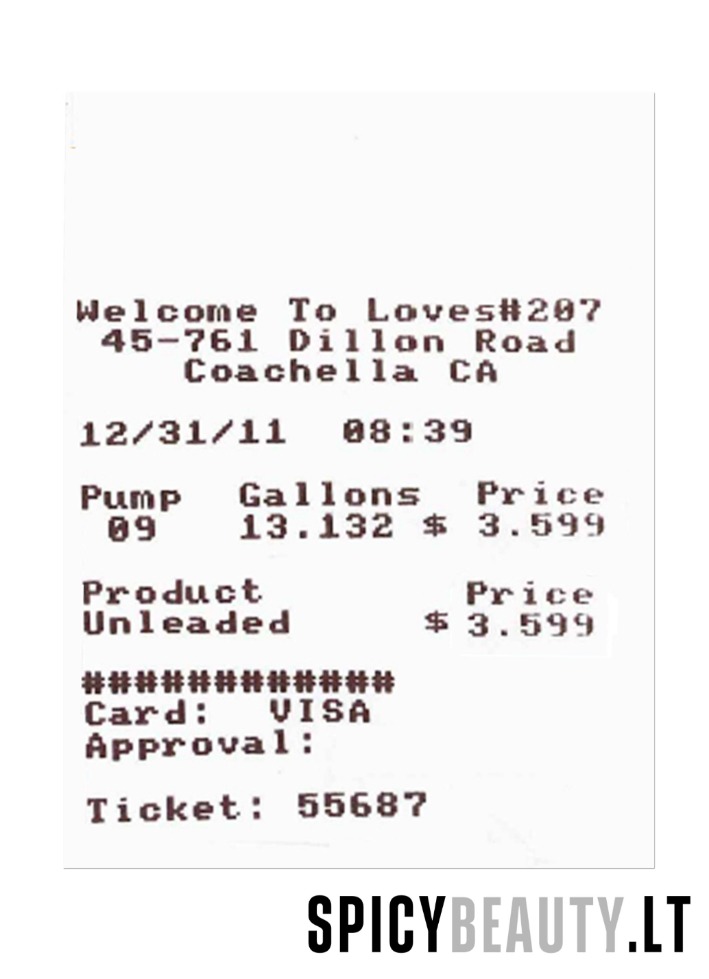 Welcome To Loves#207
45-761 Dillon Road
Coachella CA
12/31/11 08:39
Pump Gallons Price
09 13.132 $ 3.599
Product Price
Unleaded $ 3.599
############
Card: VISA
Approval:
Ticket: 55687
SPICYBEAUTY.LT